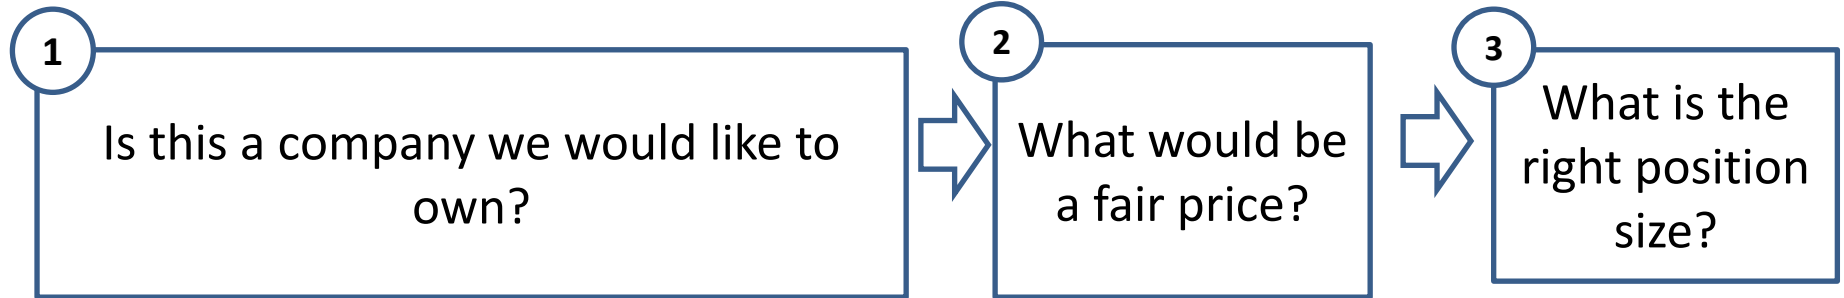 1
Is this a company we would like to
own?
2
What would be
a fair price?
3
What is the
right position
size?